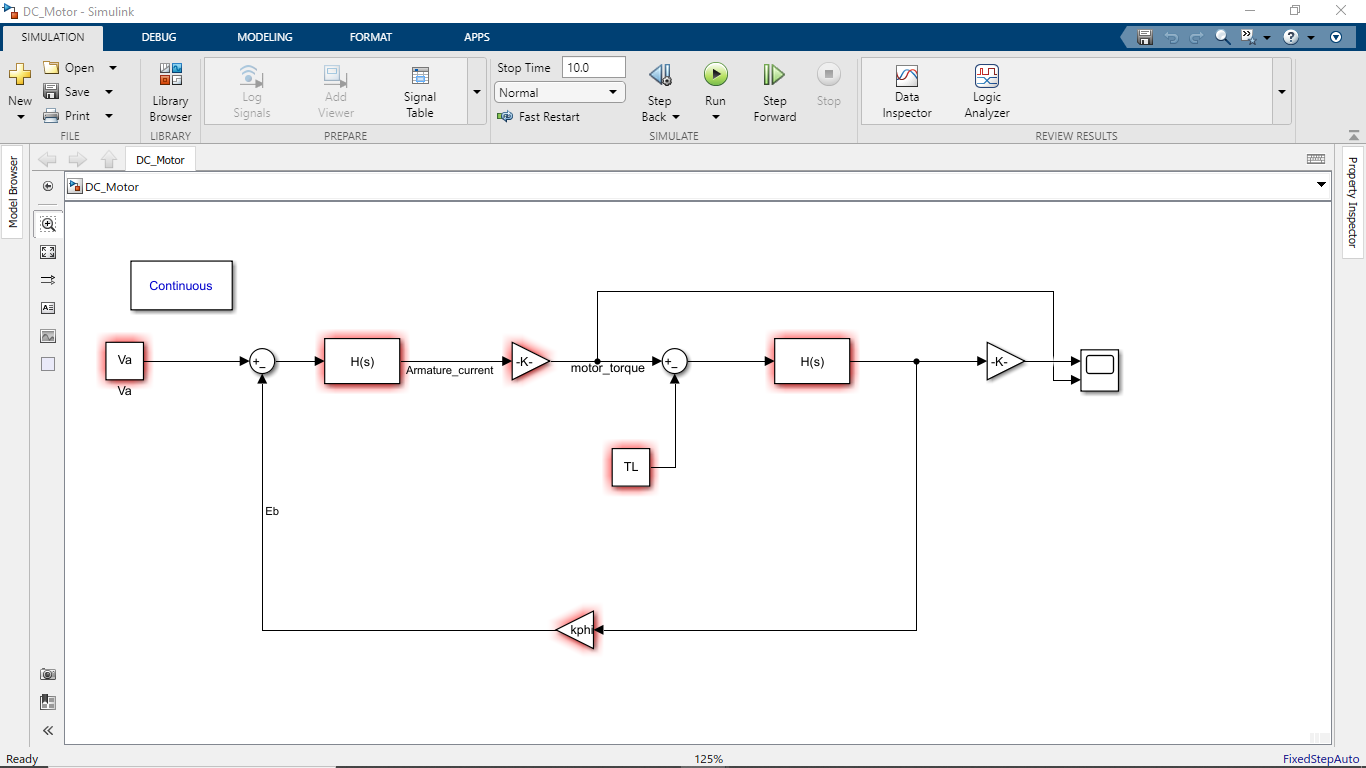 DC_Motor - Simulink
SIMULATION DEBUG MODELING FORMAT APPS
New
Open
Save
Print
FILE
Library
Browser
LIBRARY
Log
Signals
Add
Viewer
Signal
Table
PREPARE
Stop Time 10.0
Normal
Fast Restart
Step
Back
Run
Step
Forward
Stop
SIMULATE
Data
Inspector
Logic
Analyzer
REVIEW RESULTS
Model Browser
DC_Motor
DC_Motor
Property Inspector
Continuous
Va
Va
H(s)
Armature_current
-K-
motor_torque
TL
H(s)
-K-
Eb
kphi
Ready
125%
FixedStepAuto